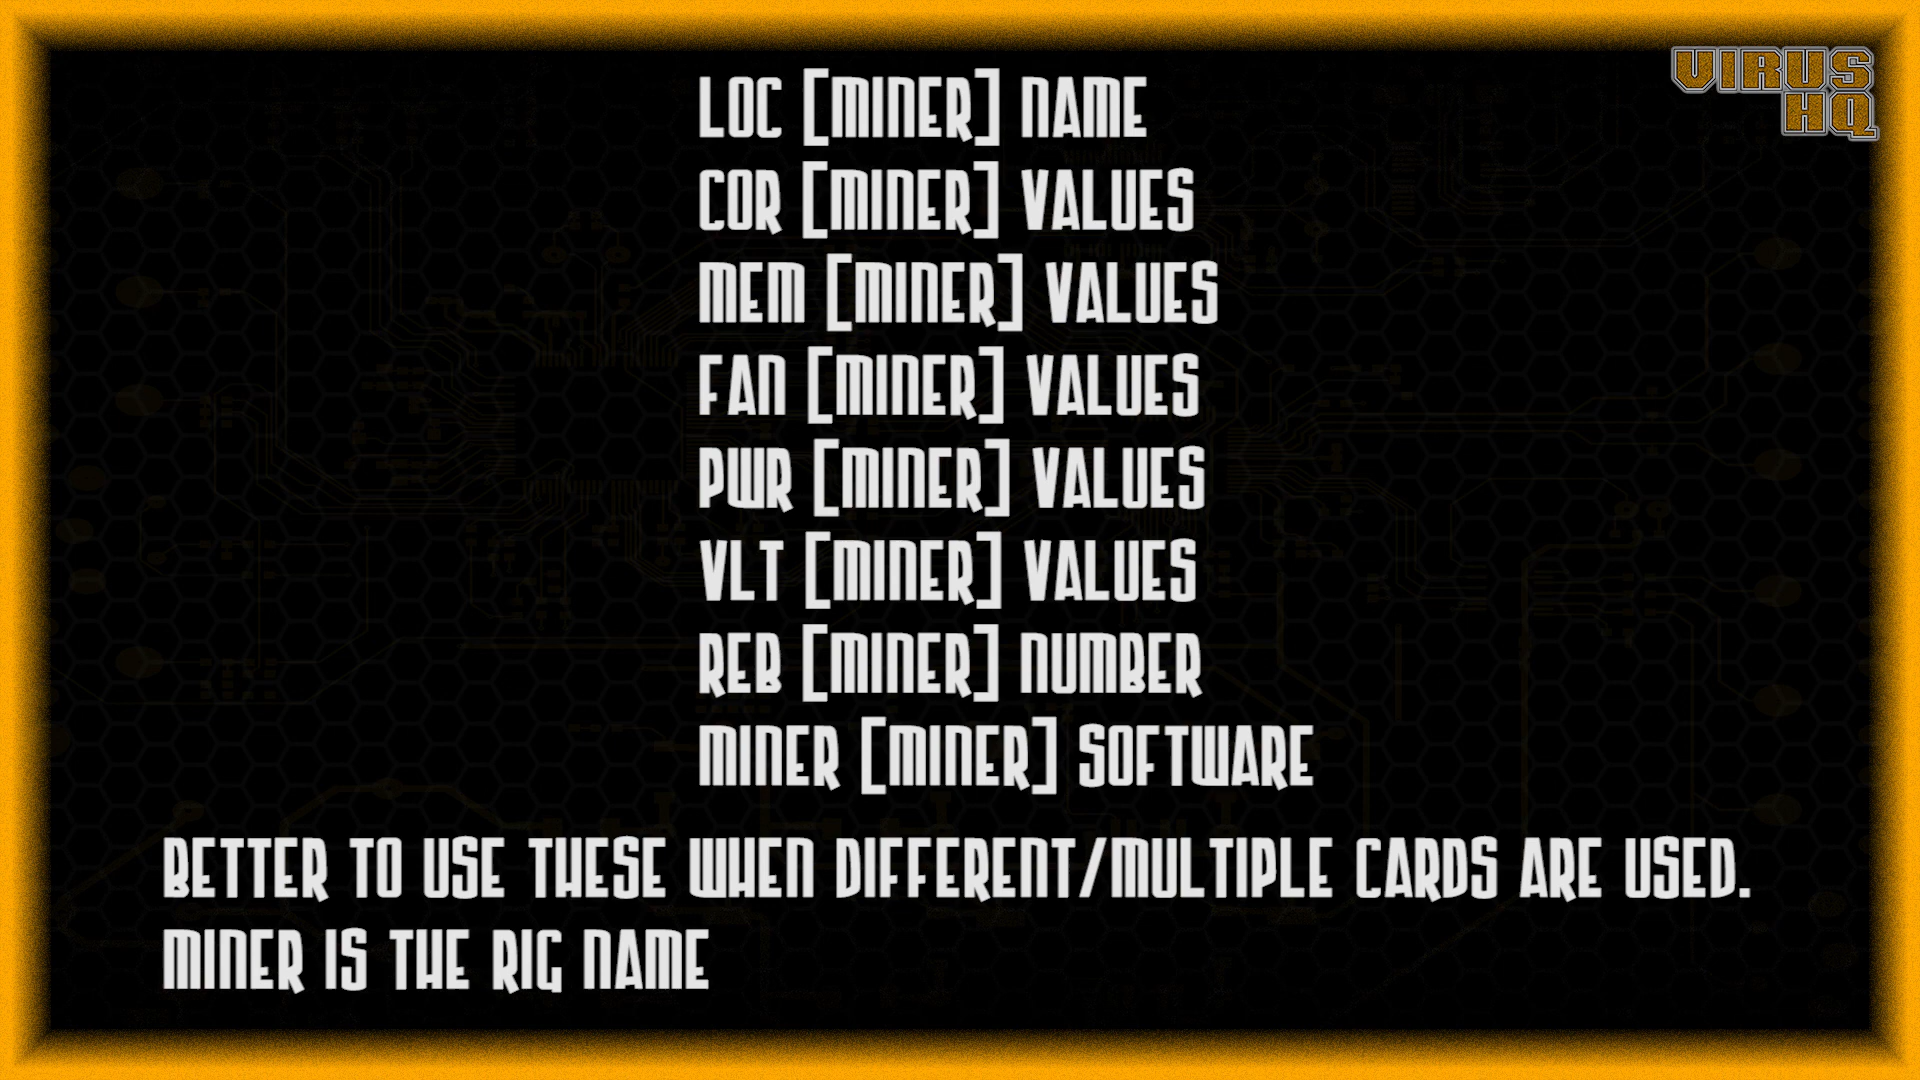 VIRUS
HQ
LOC [MINER] NAME
COR [MINER] VALUES
MEM [MINER] VALUES
FAN [MINER] VALUES
PWR [MINER] VALUES
VLT [MINER] VALUES
REB [MINER] NUMBER
MINER [MINER] SOFTWARE
BETTER TO USE THESE WHEN DIFFERENT/MULTIPLE CARDS ARE USED.
MINER IS THE RIG NAME